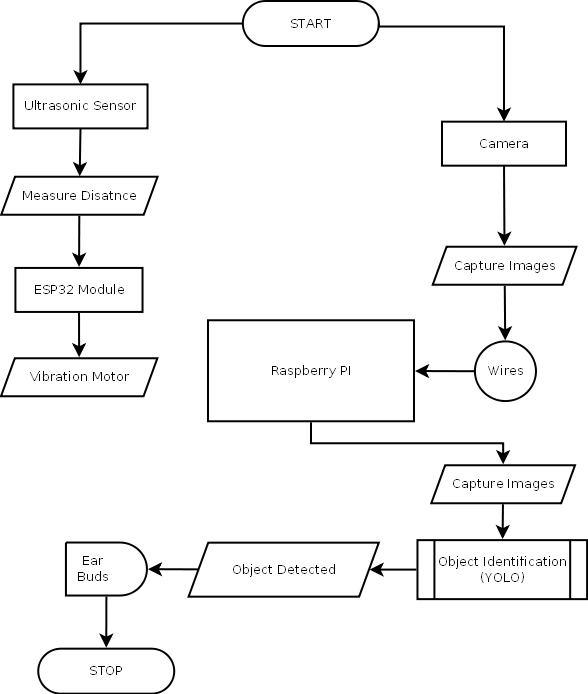 START
Ultrasonic Sensor
Camera
Measure Disatnce
Capture Images
ESP32 Module
Raspberry PI
Wires
Vibration Motor
Capture Images
Object Identification
(YOLO)
Object Detected
Ear
Buds
STOP